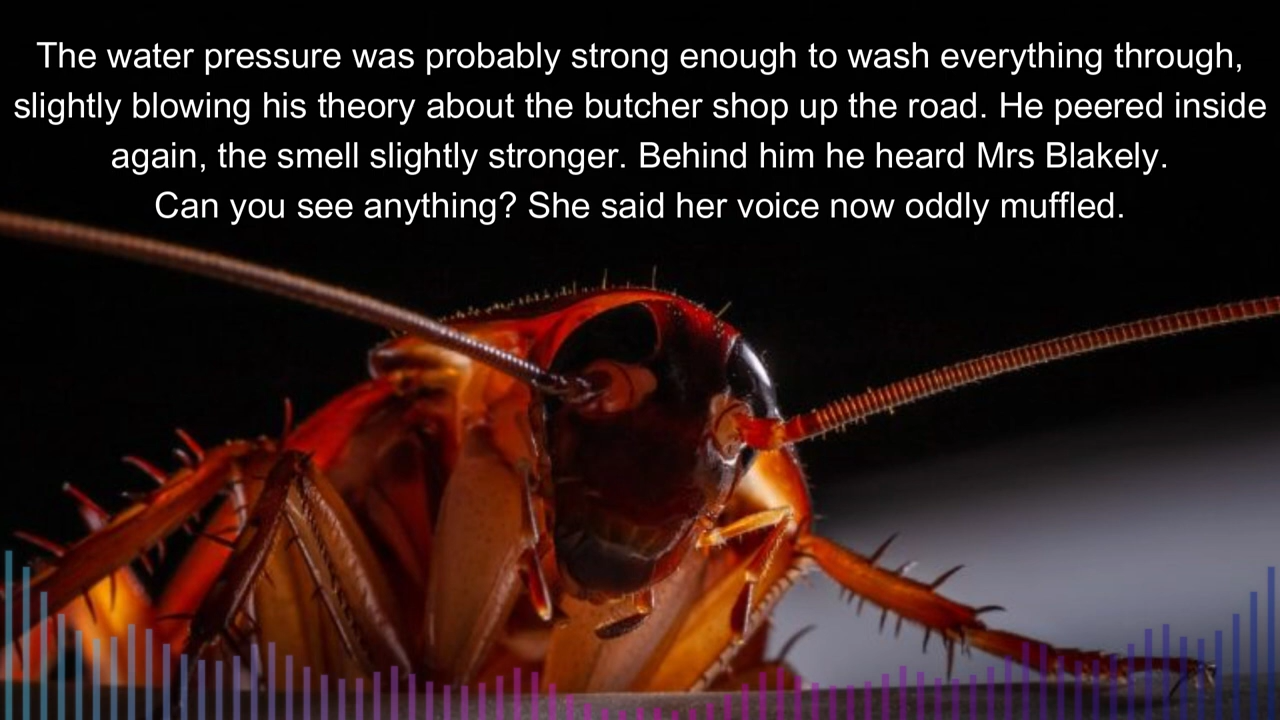 The water pressure was probably strong enough to wash everything through,
slightly blowing his theory about the butcher shop up the road. He peered inside
again, the smell slightly stronger. Behind him he heard Mrs Blakely.
Can you see anything? She said her voice now oddly muffled.